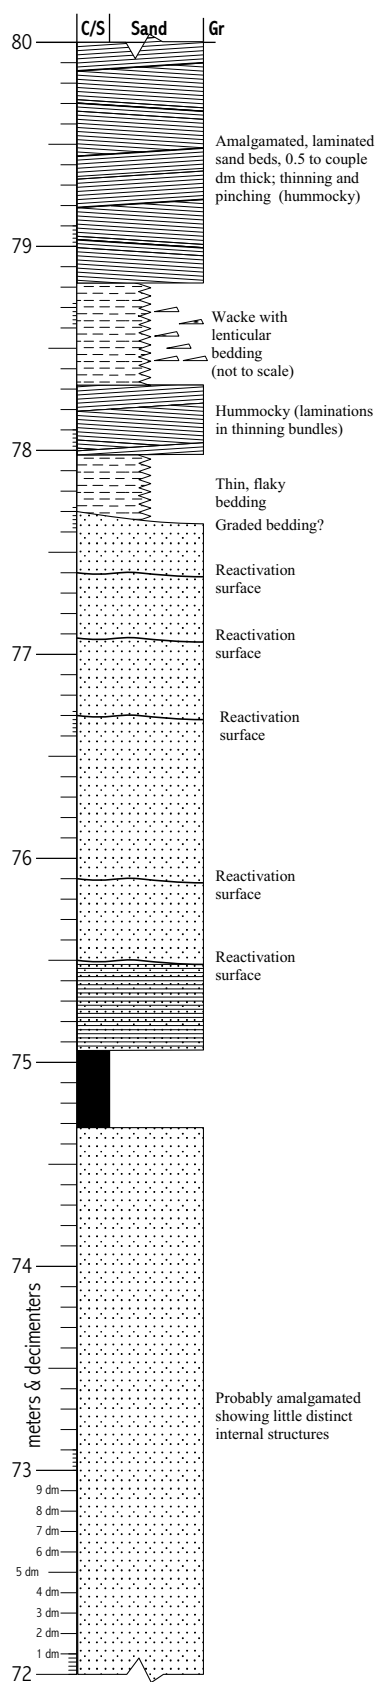 C/S Sand Gr
80
Amalgamated, laminated
sand beds, 0.5 to couple
dm thick; thinning and
pinching (hummocky)
79
Wacke with
lenticular
bedding
(not to scale)
Hummocky (laminations
in thinning bundles)
78
Thin, flaky
bedding
Graded bedding?
Reactivation
surface
77
Reactivation
surface
Reactivation
surface
76
Reactivation
surface
Reactivation
surface
75
74
meters & decimenters
Probably amalgamated
showing little distinct
internal structures
73
9 dm
8 dm
7 dm
6 dm
5 dm
4 dm
3 dm
2 dm
1 dm
72